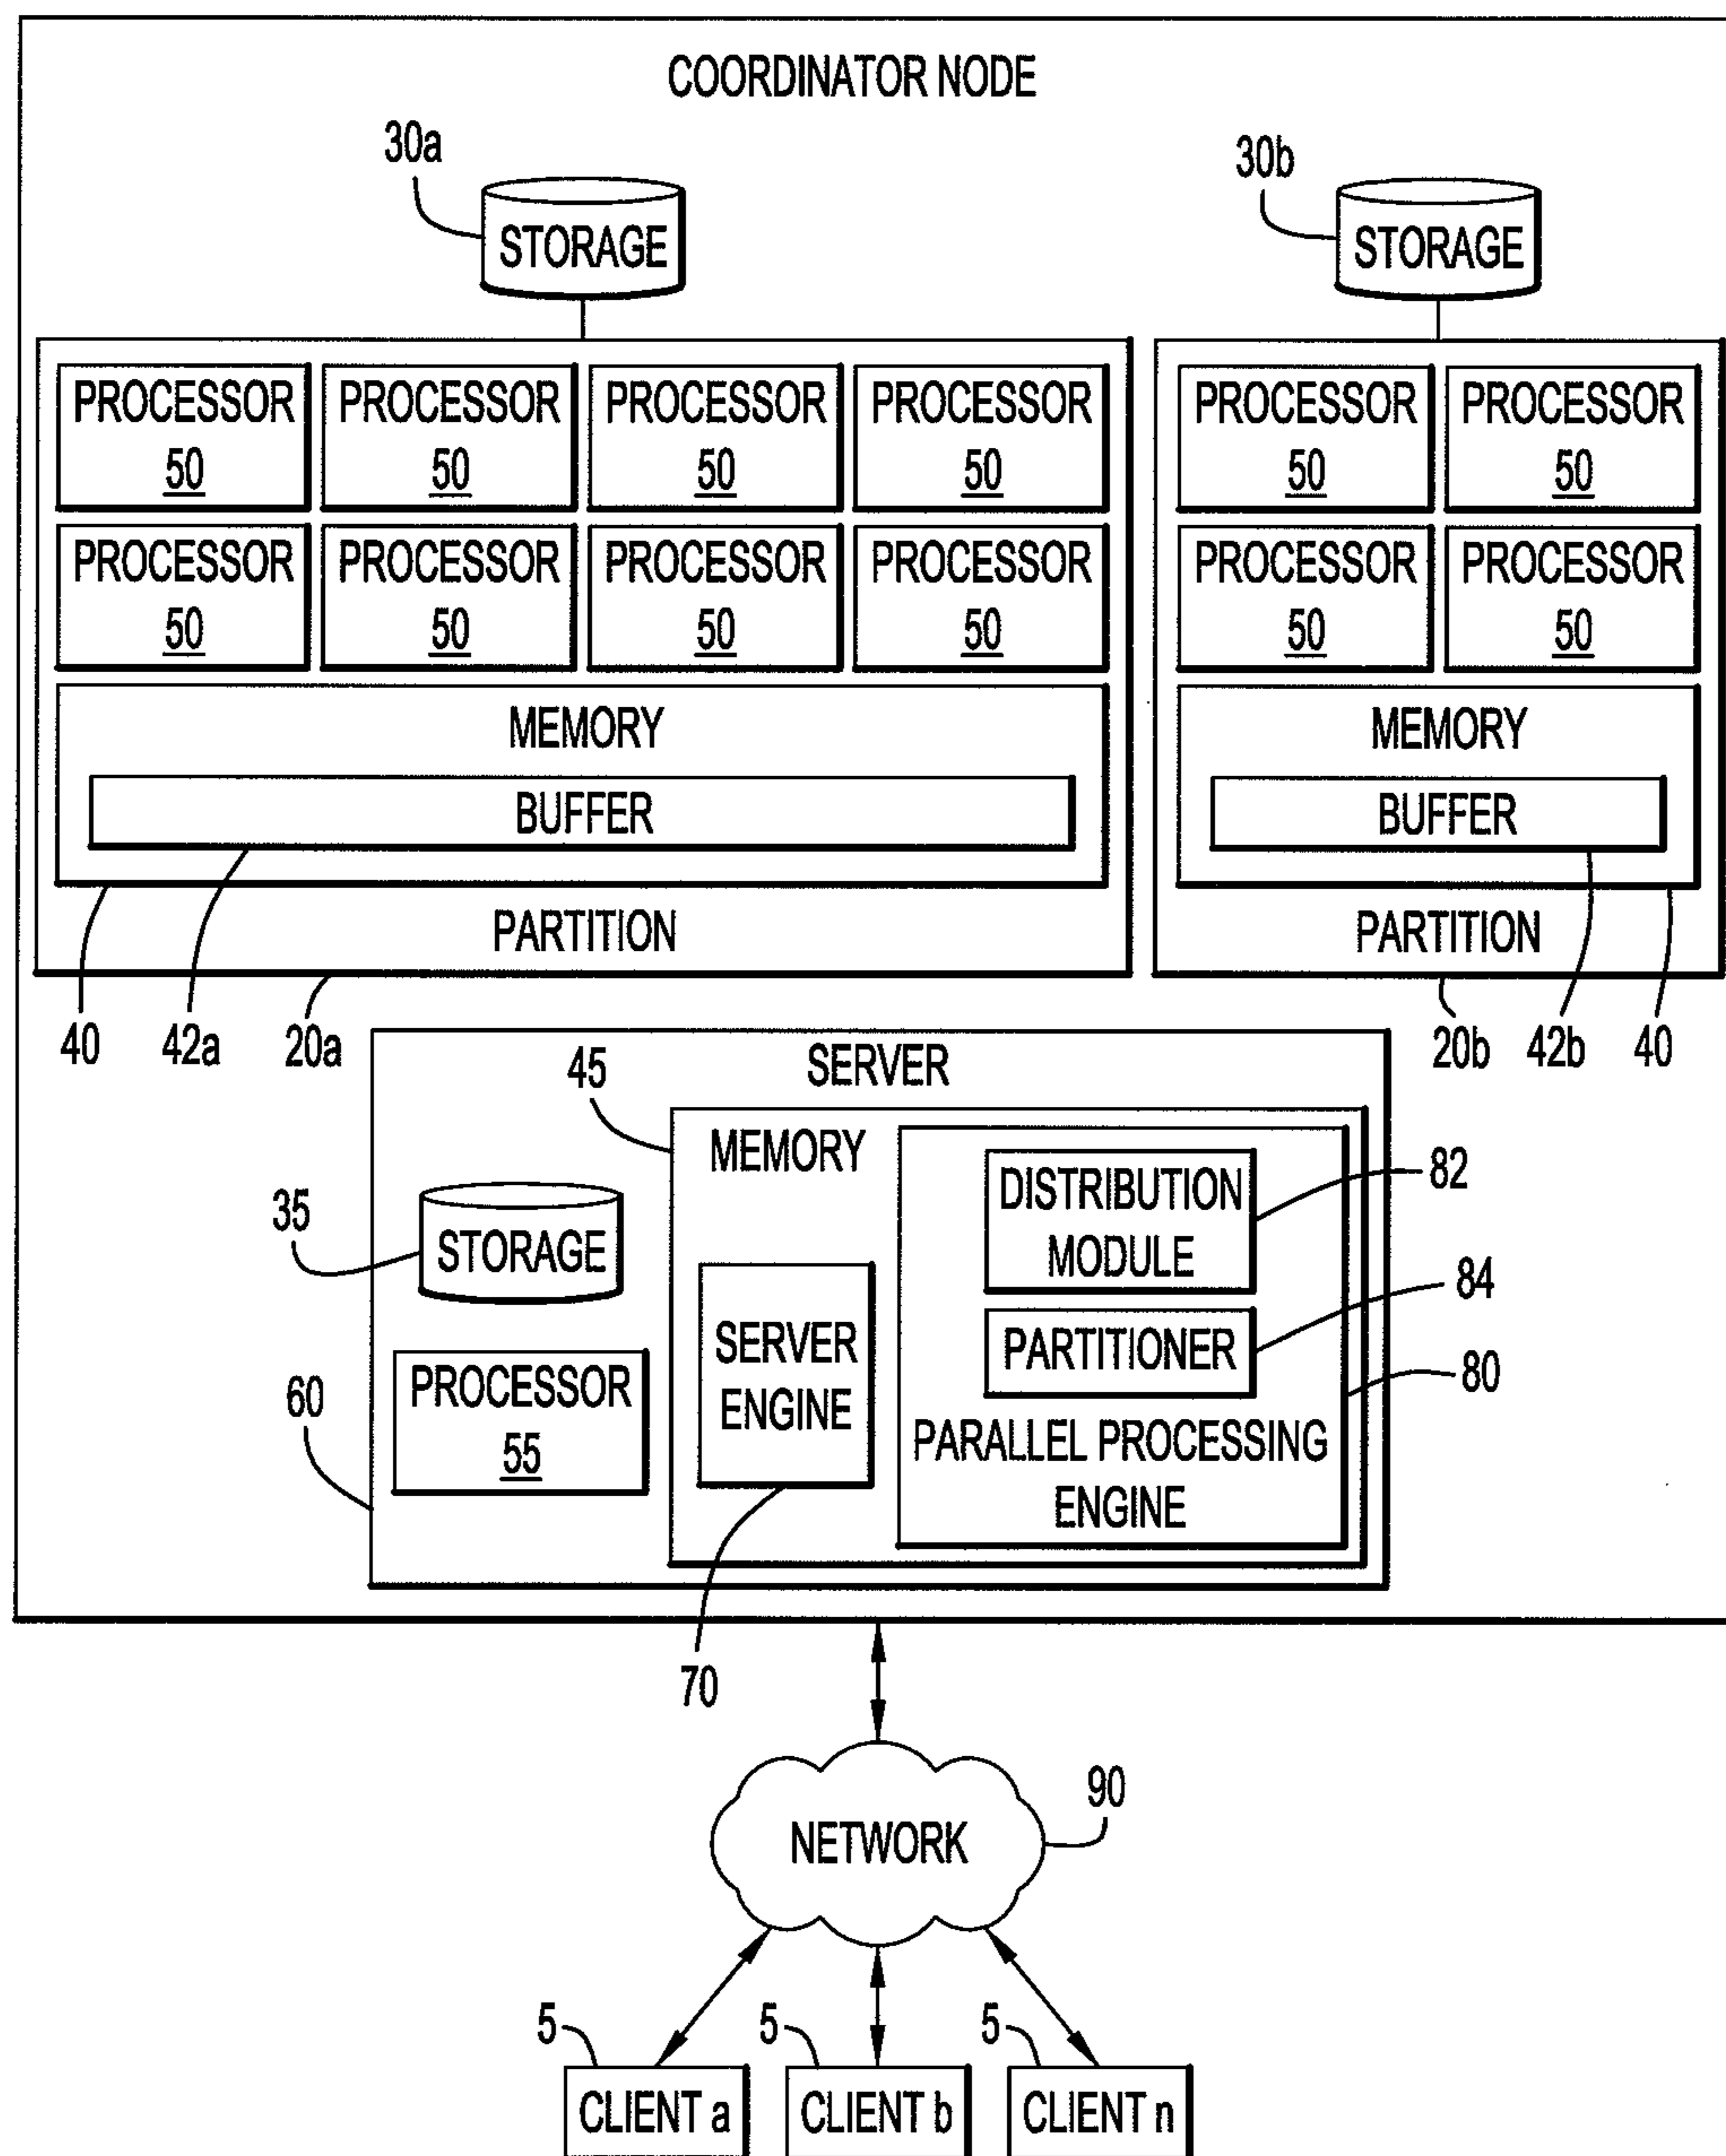 COORDINATOR NODE
30a
30b
STORAGE
STORAGE
PROCESSOR PROCESSOR PROCESSOR PROCESSOR PROCESSOR PROCESSOR
50 50 50 50 50 50
PROCESSOR PROCESSOR PROCESSOR PROCESSOR PROCESSOR PROCESSOR
50 50 50 50 50 50
MEMORY
MEMORY
BUFFER
BUFFER
PARTITION
PARTITION
40 42a 20a
20b 42b 40
SERVER
45
MEMORY
DISTRIBUTION
MODULE
82
35
STORAGE
84
SERVER
ENGINE
PARTITIONER
80
60
PROCESSOR
55
PARALLEL PROCESSING
ENGINE
70
90
NETWORK
5 5 5
CLIENT a CLIENT b CLIENT n